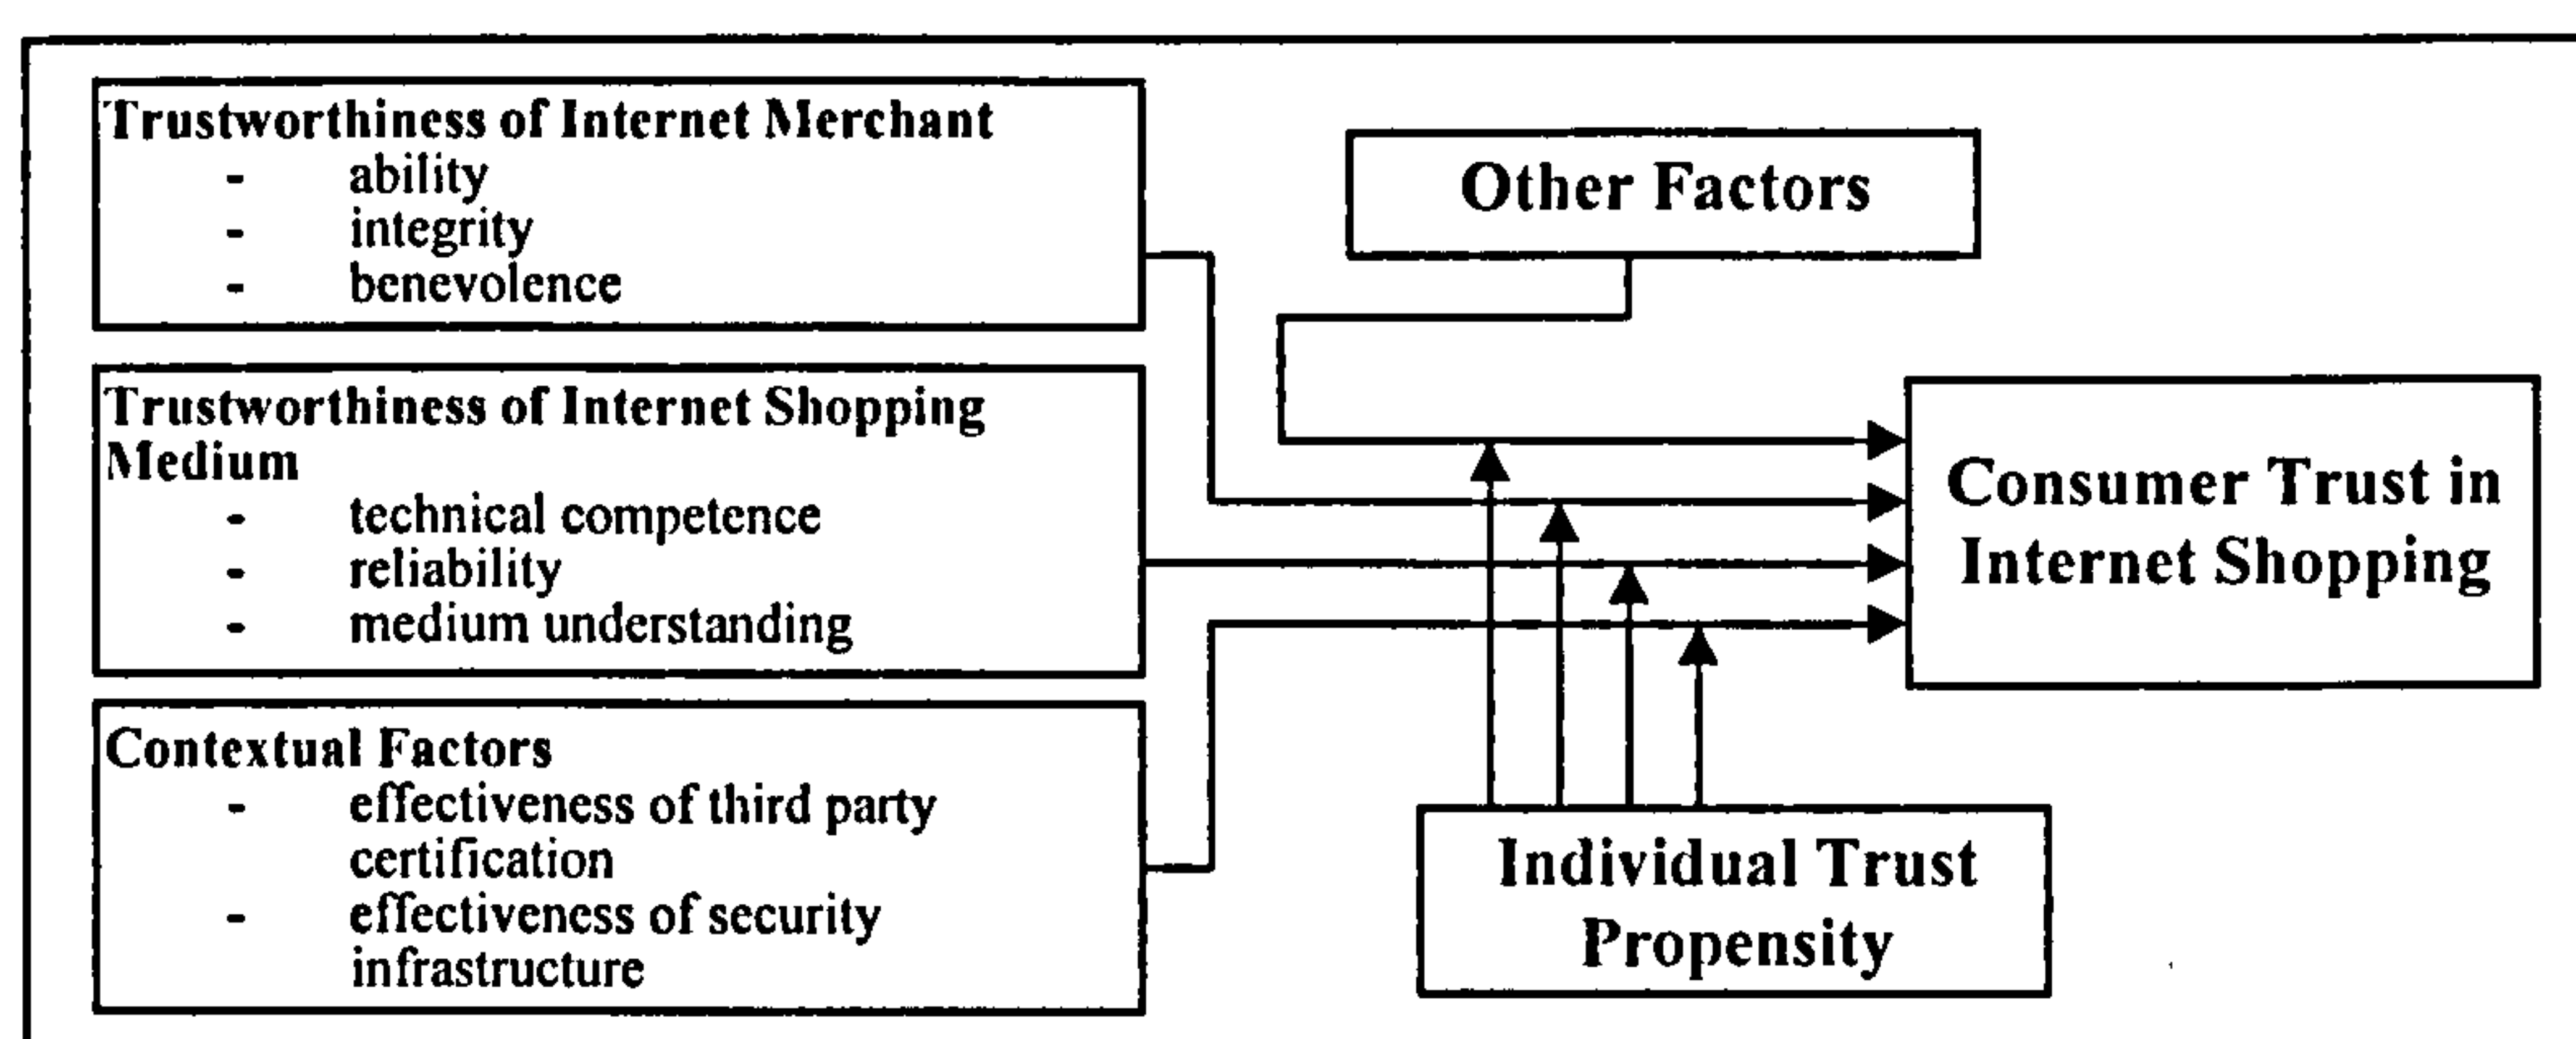 Trustworthiness of Internet Merchant
- ability
- integrity
- benevolence
Other Factors
Trustworthiness of Internet Shopping
Medium
- technical competence
- reliability
- medium understanding
Consumer Trust in
Internet Shopping
Contextual Factors
- effectiveness of third party
certification
- effectiveness of security
infrastructure
Individual Trust
Propensity